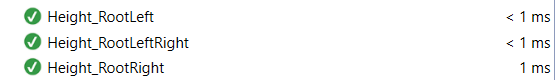 Height_RootLeft < 1 ms
Height_RootLeftRight < 1 ms
Height_RootRight 1 ms